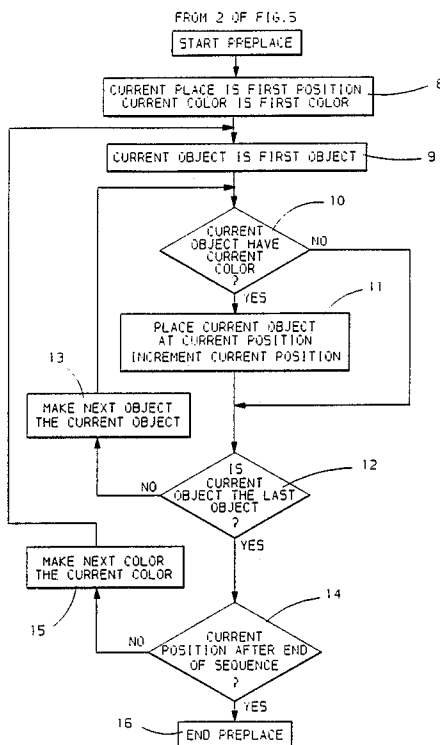 FROM 2 OF FIG.5
START PREPLACE
CURRENT PLACE IS FIRST POSITION
CURRENT COLOR IS FIRST COLOR
8
CURRENT OBJECT IS FIRST OBJECT
9
10
CURRENT
OBJECT HAVE
CURRENT
COLOR
?
NO
YES
11
PLACE CURRENT OBJECT
AT CURRENT POSITION
INCREMENT CURRENT POSITION
13
MAKE NEXT OBJECT
THE CURRENT OBJECT
12
IS
CURRENT
OBJECT THE LAST
OBJECT
?
NO
YES
MAKE NEXT COLOR
THE CURRENT COLOR
15
14
CURRENT
POSITION AFTER END
OF SEQUENCE
?
NO
YES
16
END PREPLACE